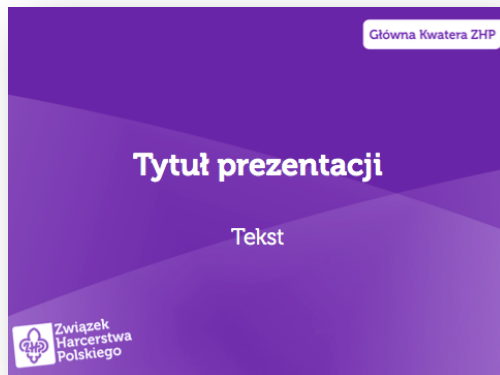 Główna Kwatera ZHP
Tytuł prezentacji
Tekst
ZHP
Związek
Harcerstwa
Polskiego